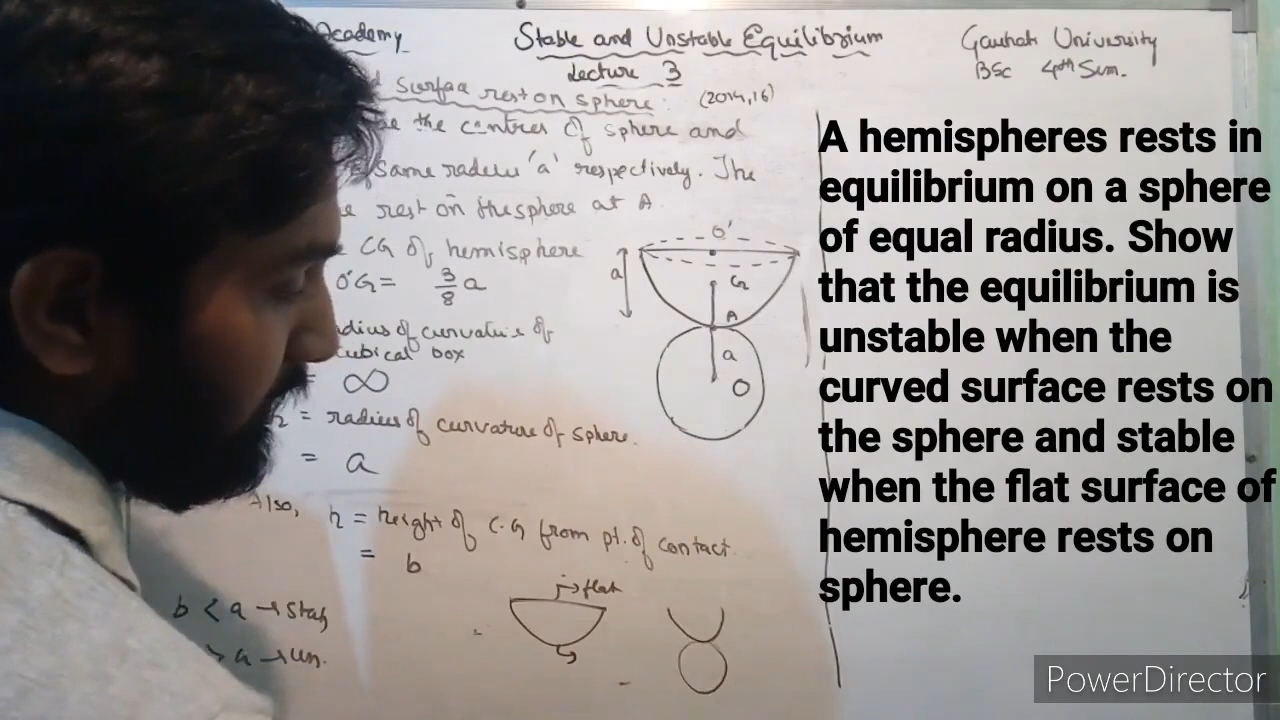 Academy
Stable and Unstable Equilibrium
Lecture 3
Gauhati University
BSc 4th Sem.
Surface rest on sphere: (2014,16)
the centres of sphere and
same radius 'a' respectively. The
rest on the sphere at A
CG of hemisphere
O'G = 3/8 a
radius of curvature of
cubical box
= ∞
= radius of curvature of sphere.
= a
Also, h = height of C.G from pt. of contact.
= b
b < a → stab
> a → un.
flat
O'
a
G
A
a
O
A hemispheres rests in
equilibrium on a sphere
of equal radius. Show
that the equilibrium is
unstable when the
curved surface rests on
the sphere and stable
when the flat surface of
hemisphere rests on
sphere.
PowerDirector